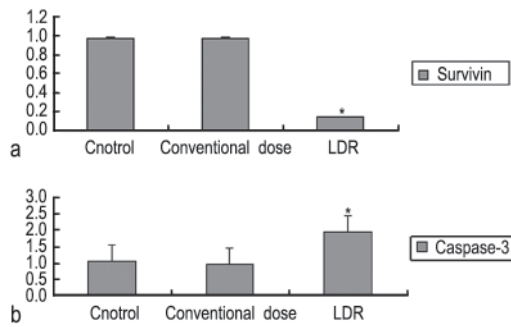 1.2
1.0
0.8
0.6
0.4
0.2
0.0
*
Survivin
a
Cnotrol Conventional dose LDR
3.0
2.5
2.0
1.5
1.0
0.5
0.0
*
Caspase-3
b
Cnotrol Conventional dose LDR